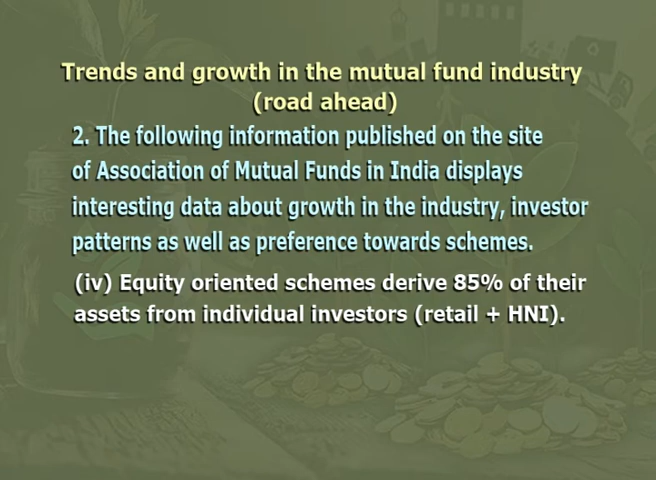 Trends and growth in the mutual fund industry
(road ahead)
2. The following information published on the site
of Association of Mutual Funds in India displays
interesting data about growth in the industry, investor
patterns as well as preference towards schemes.
(iv) Equity oriented schemes derive 85% of their
assets from individual investors (retail + HNI).